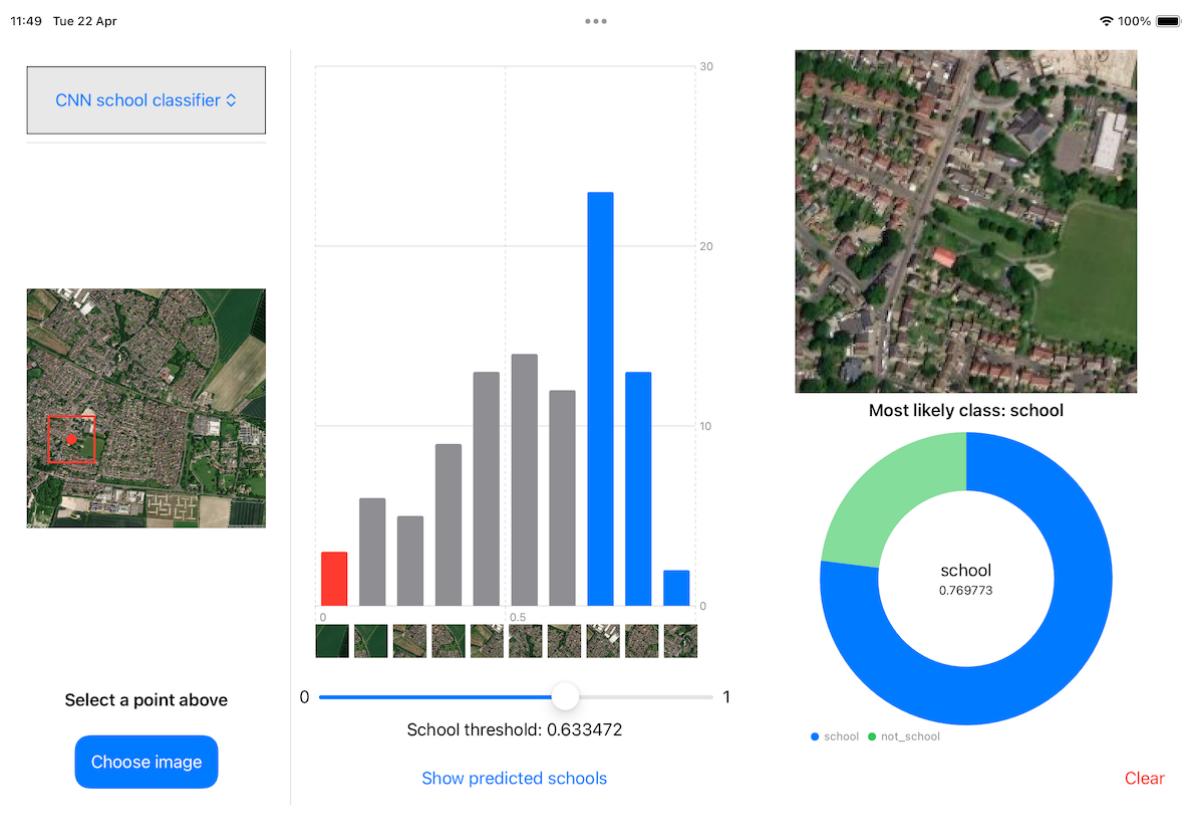 11:49 Tue 22 Apr
100%
CNN school classifier
Select a point above
Choose image
30
20
10
0
0 0.5
0 1
School threshold: 0.633472
Show predicted schools
Most likely class: school
school
0.769773
school not_school
Clear